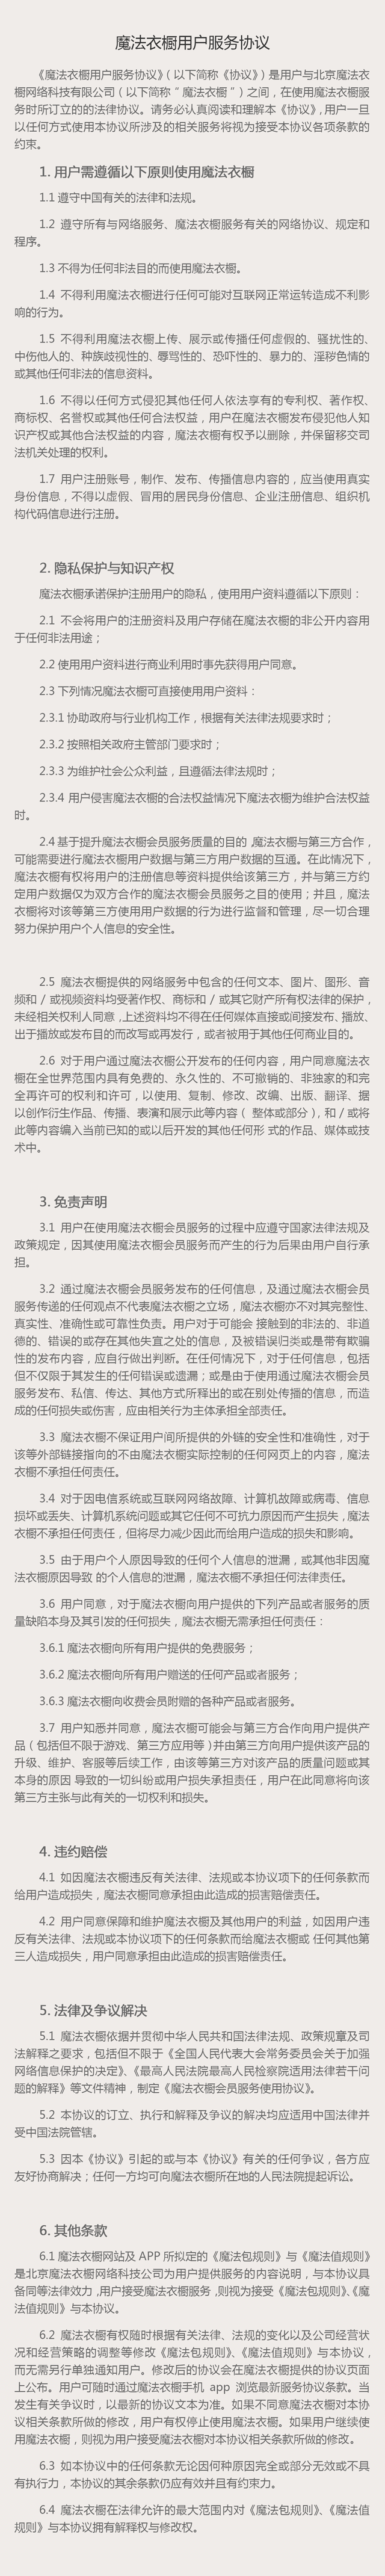 魔法衣橱用户服务协议
《魔法衣橱用户服务协议》（以下简称《协议》）是用户与北京魔法衣
橱网络科技有限公司（以下简称“魔法衣橱”）之间，在使用魔法衣橱服
务时所订立的的法律协议。请务必认真阅读和理解本《协议》，用户一旦
以任何方式使用本协议所涉及的相关服务将视为接受本协议各项条款的
约束。
1. 用户需遵循以下原则使用魔法衣橱
1.1 遵守中国有关的法律和法规。
1.2 遵守所有与网络服务、魔法衣橱服务有关的网络协议、规定和
程序。
1.3 不得为任何非法目的而使用魔法衣橱。
1.4 不得利用魔法衣橱进行任何可能对互联网正常运转造成不利影
响的行为。
1.5 不得利用魔法衣橱上传、展示或传播任何虚假的、骚扰性的、
中伤他人的、种族歧视性的、辱骂性的、恐吓性的、暴力的、淫秽色情的
或其他任何非法的信息资料。
1.6 不得以任何方式侵犯其他任何人依法享有的专利权、著作权、
商标权、名誉权或其他任何合法权益，用户在魔法衣橱发布侵犯他人知
识产权或其他合法权益的内容，魔法衣橱有权予以删除，并保留移交司
法机关处理的权利。
1.7 用户注册账号，制作、发布、传播信息内容的，应当使用真实
身份信息，不得以虚假、冒用的居民身份信息、企业注册信息、组织机
构代码信息进行注册。
2. 隐私保护与知识产权
魔法衣橱承诺保护注册用户的隐私，使用用户资料遵循以下原则：
2.1 不会将用户的注册资料及用户存储在魔法衣橱的非公开内容用
于任何非法用途；
2.2 使用用户资料进行商业利用时事先获得用户同意。
2.3 下列情况魔法衣橱可直接使用用户资料：
2.3.1 协助政府与行业机构工作，根据有关法律法规要求时；
2.3.2 按照相关政府主管部门要求时；
2.3.3 为维护社会公众利益，且遵循法律法规时；
2.3.4 用户侵害魔法衣橱的合法权益情况下魔法衣橱为维护合法权益
时。
2.4 基于提升魔法衣橱会员服务质量的目的，魔法衣橱与第三方合作，
可能需要进行魔法衣橱用户数据与第三方用户数据的互通。在此情况下，
魔法衣橱有权将用户的注册信息等资料提供给该第三方，并与第三方约
定用户数据仅为双方合作的魔法衣橱会员服务之目的使用；并且，魔法
衣橱将对该等第三方使用用户数据的行为进行监督和管理，尽一切合理
努力保护用户个人信息的安全性。
2.5 魔法衣橱提供的网络服务中包含的任何文本、图片、图形、音
频和 / 或视频资料均受著作权、商标和 / 或其它财产所有权法律的保护，
未经相关权利人同意，上述资料均不得在任何媒体直接或间接发布、播放、
出于播放或发布目的而改写或再发行，或者被用于其他任何商业目的。
2.6 对于用户通过魔法衣橱公开发布的任何内容，用户同意魔法衣
橱在全世界范围内具有免费的、永久性的、不可撤销的、非独家的和完
全再许可的权利和许可，以使用、复制、修改、改编、出版、翻译、据
以创作衍生作品、传播、表演和展示此等内容（ 整体或部分），和 / 或将
此等内容编入当前已知的或以后开发的其他任何形 式的作品、媒体或技
术中。
3. 免责声明
3.1 用户在使用魔法衣橱会员服务的过程中应遵守国家法律法规及
政策规定，因其使用魔法衣橱会员服务而产生的行为后果由用户自行承
担。
3.2 通过魔法衣橱会员服务发布的任何信息，及通过魔法衣橱会员
服务传递的任何观点不代表魔法衣橱之立场，魔法衣橱亦不对其完整性、
真实性、准确性或可靠性负责。用户对于可能会 接触到的非法的、非道
德的、错误的或存在其他失宜之处的信息，及被错误归类或是带有欺骗
性的发布内容，应自行做出判断。在任何情况下，对于任何信息，包括
但不仅限于其发生的任何错误或遗漏；或是由于使用通过魔法衣橱会员
服务发布、私信、传达、其他方式所释出的或在别处传播的信息，而造
成的任何损失或伤害，应由相关行为主体承担全部责任。
3.3 魔法衣橱不保证用户间所提供的外链的安全性和准确性，对于
该等外部链接指向的不由魔法衣橱实际控制的任何网页上的内容，魔法
衣橱不承担任何责任。
3.4 对于因电信系统或互联网网络故障、计算机故障或病毒、信息
损坏或丢失、计算机系统问题或其它任何不可抗力原因而产生损失，魔法
衣橱不承担任何责任，但将尽力减少因此而给用户造成的损失和影响。
3.5 由于用户个人原因导致的任何个人信息的泄漏，或其他非因魔
法衣橱原因导致 的个人信息的泄漏，魔法衣橱不承担任何法律责任。
3.6 用户同意，对于魔法衣橱向用户提供的下列产品或者服务的质
量缺陷本身及其引发的任何损失，魔法衣橱无需承担任何责任：
3.6.1 魔法衣橱向所有用户提供的免费服务；
3.6.2 魔法衣橱向所有用户赠送的任何产品或者服务；
3.6.3 魔法衣橱向收费会员附赠的各种产品或者服务。
3.7 用户知悉并同意，魔法衣橱可能会与第三方合作向用户提供产
品（包括但不限于游戏、第三方应用等）并由第三方向用户提供该产品的
升级、维护、客服等后续工作，由该等第三方对该产品的质量问题或其
本身的原因 导致的一切纠纷或用户损失承担责任，用户在此同意将向该
第三方主张与此有关的一切权利和损失。
4. 违约赔偿
4.1 如因魔法衣橱违反有关法律、法规或本协议项下的任何条款而
给用户造成损失，魔法衣橱同意承担由此造成的损害赔偿责任。
4.2 用户同意保障和维护魔法衣橱及其他用户的利益，如因用户违
反有关法律、法规或本协议项下的任何条款而给魔法衣橱或 任何其他第
三人造成损失，用户同意承担由此造成的损害赔偿责任。
5. 法律及争议解决
5.1 魔法衣橱依据并贯彻中华人民共和国法律法规、政策规章及司
法解释之要求，包括但不限于《全国人民代表大会常务委员会关于加强
网络信息保护的决定》、《最高人民法院最高人民检察院适用法律若干问
题的解释》等文件精神，制定《魔法衣橱会员服务使用协议》。
5.2 本协议的订立、执行和解释及争议的解决均应适用中国法律并
受中国法院管辖。
5.3 因本《协议》引起的或与本《协议》有关的任何争议，各方应
友好协商解决；任何一方均可向魔法衣橱所在地的人民法院提起诉讼。
6. 其他条款
6.1 魔法衣橱网站及 APP 所拟定的《魔法包规则》与《魔法值规则》
是北京魔法衣橱网络科技公司为用户提供服务的内容说明，与本协议具
备同等法律效力，用户接受魔法衣橱服务，则视为接受《魔法包规则》、《魔
法值规则》与本协议。
6.2 魔法衣橱有权随时根据有关法律、法规的变化以及公司经营状
况和经营策略的调整等修改《魔法包规则》、《魔法值规则》与本协议，
而无需另行单独通知用户。修改后的协议会在魔法衣橱提供的协议页面
上公布。用户可随时通过魔法衣橱手机 app 浏览最新服务协议条款。当
发生有关争议时，以最新的协议文本为准。如果不同意魔法衣橱对本协
议相关条款所做的修改，用户有权停止使用魔法衣橱。如果用户继续使
用魔法衣橱，则视为用户接受魔法衣橱对本协议相关条款所做的修改。
6.3 如本协议中的任何条款无论因何种原因完全或部分无效或不具
有执行力，本协议的其余条款仍应有效并且有约束力。
6.4 魔法衣橱在法律允许的最大范围内对《魔法包规则》、《魔法值
规则》与本协议拥有解释权与修改权。